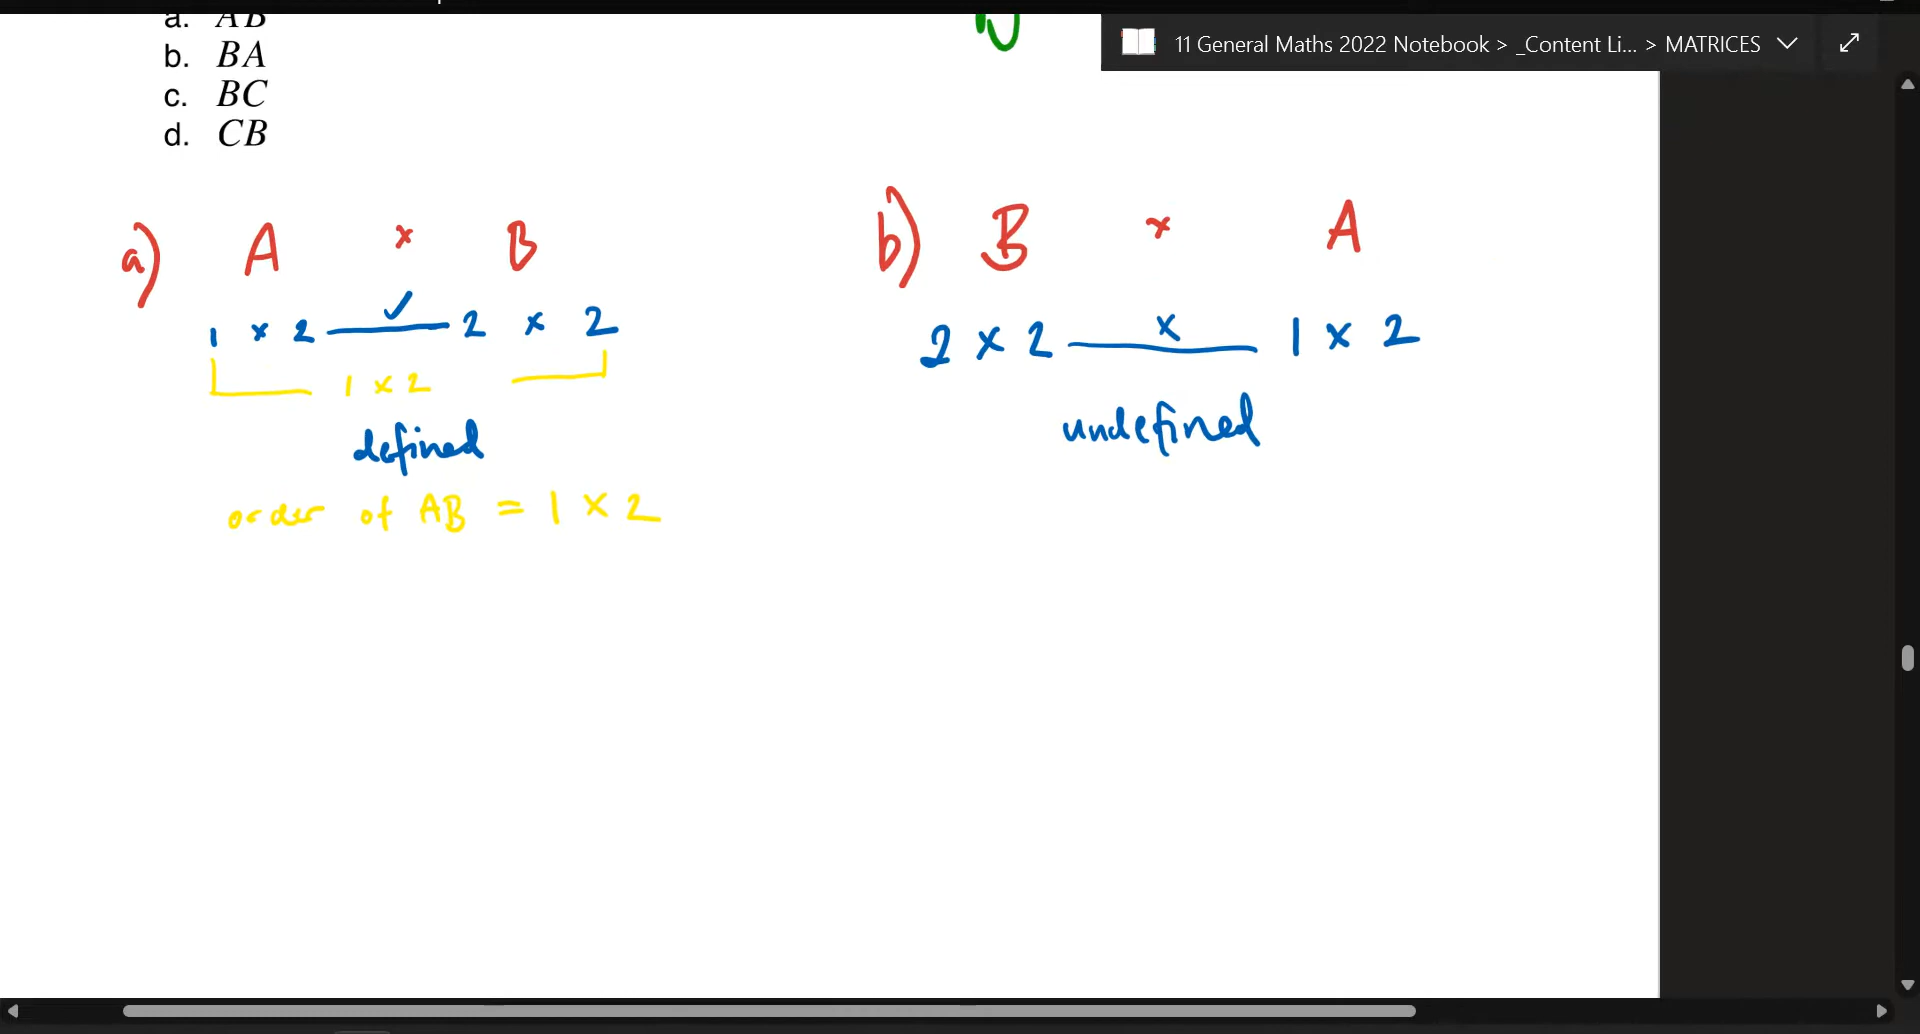 a. AB
11 General Maths 2022 Notebook > _Content Li... > MATRICES
b. BA
c. BC
d. CB
a) A × B
1 × 2 ✓ 2 × 2
1 × 2
defined
order of AB = 1 × 2
b) B × A
2 × 2 × 1 × 2
undefined